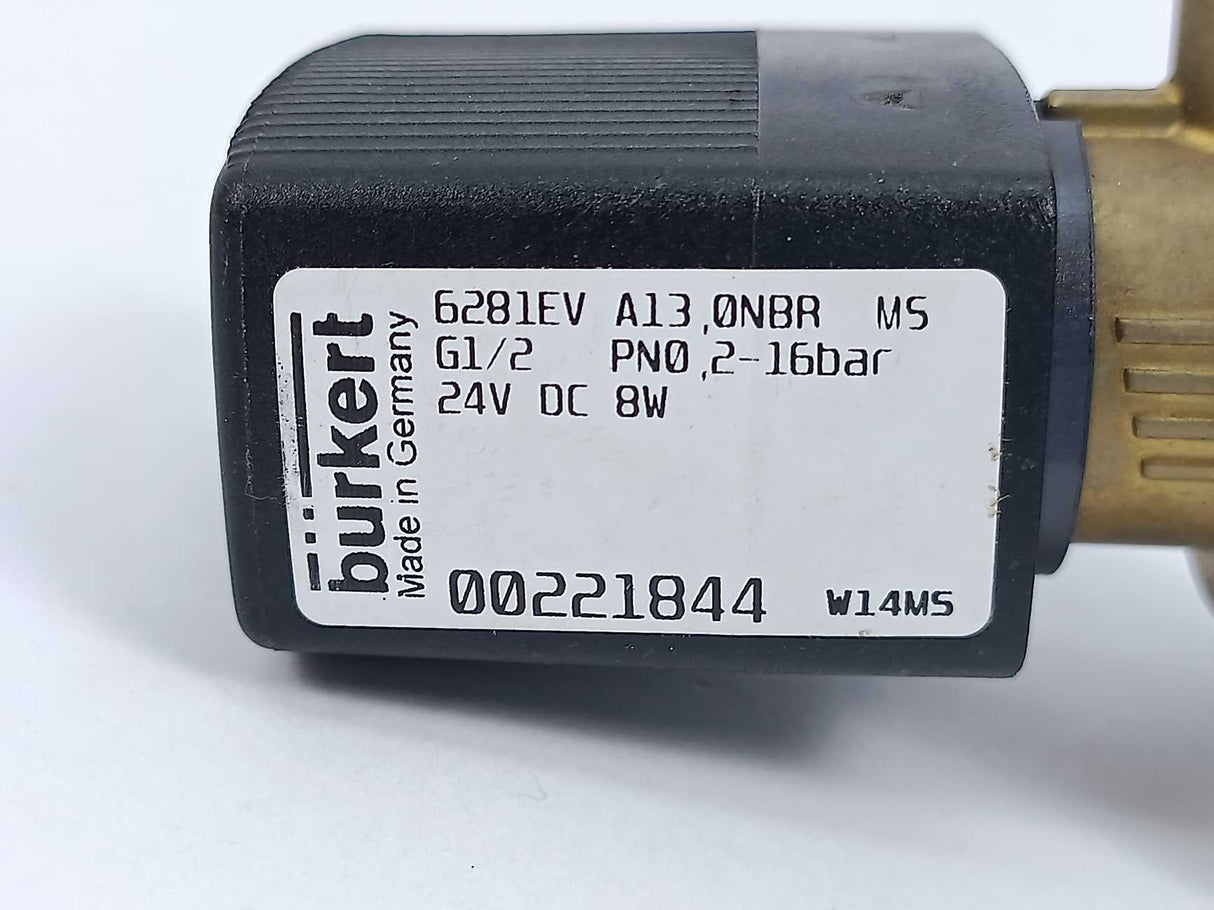 bürkert
Made in Germany
6281EV A13,0NBR MS
G1/2 PN0,2-16bar
24V DC 8W
00221844 W14MS